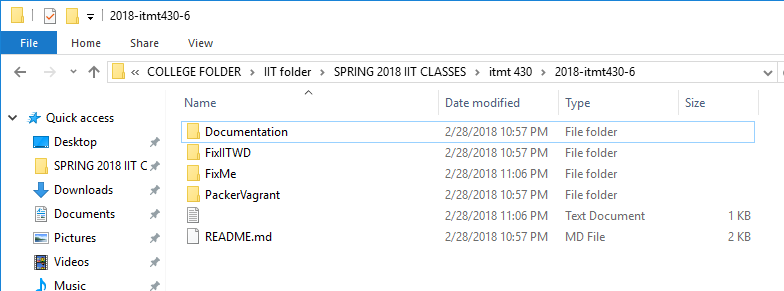 2018-itmt430-6
File Home Share View
« COLLEGE FOLDER > IIT folder > SPRING 2018 IIT CLASSES > itmt 430 > 2018-itmt430-6
Name Date modified Type Size
Quick access
Desktop
SPRING 2018 IIT C
Downloads
Documents
Pictures
Videos
Music
Documentation 2/28/2018 10:57 PM File folder
FixIITWD 2/28/2018 10:57 PM File folder
FixMe 2/28/2018 11:06 PM File folder
PackerVagrant 2/28/2018 10:57 PM File folder
2/28/2018 11:06 PM Text Document 1 KB
README.md 2/28/2018 10:57 PM MD File 2 KB